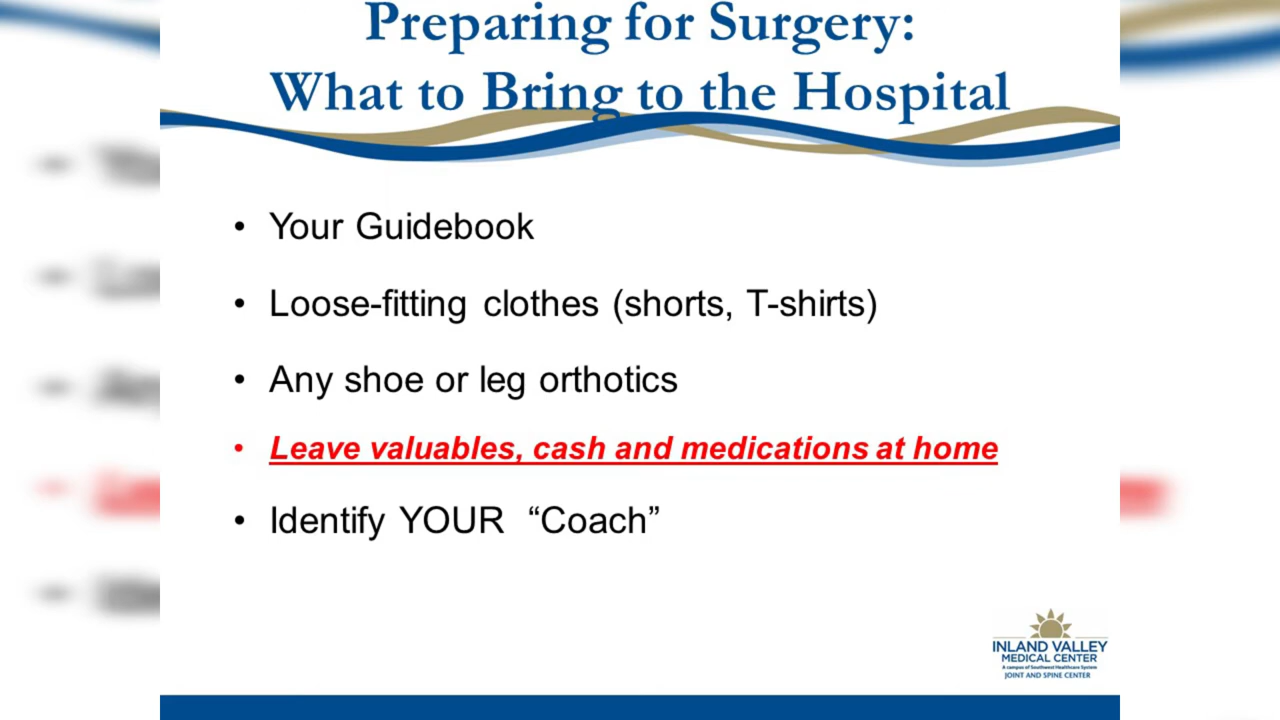 Preparing for Surgery:
What to Bring to the Hospital
• Your Guidebook
• Loose-fitting clothes (shorts, T-shirts)
• Any shoe or leg orthotics
• Leave valuables, cash and medications at home
• Identify YOUR “Coach”
INLAND VALLEY
MEDICAL CENTER
A campus of Southwest Healthcare System
JOINT AND SPINE CENTER